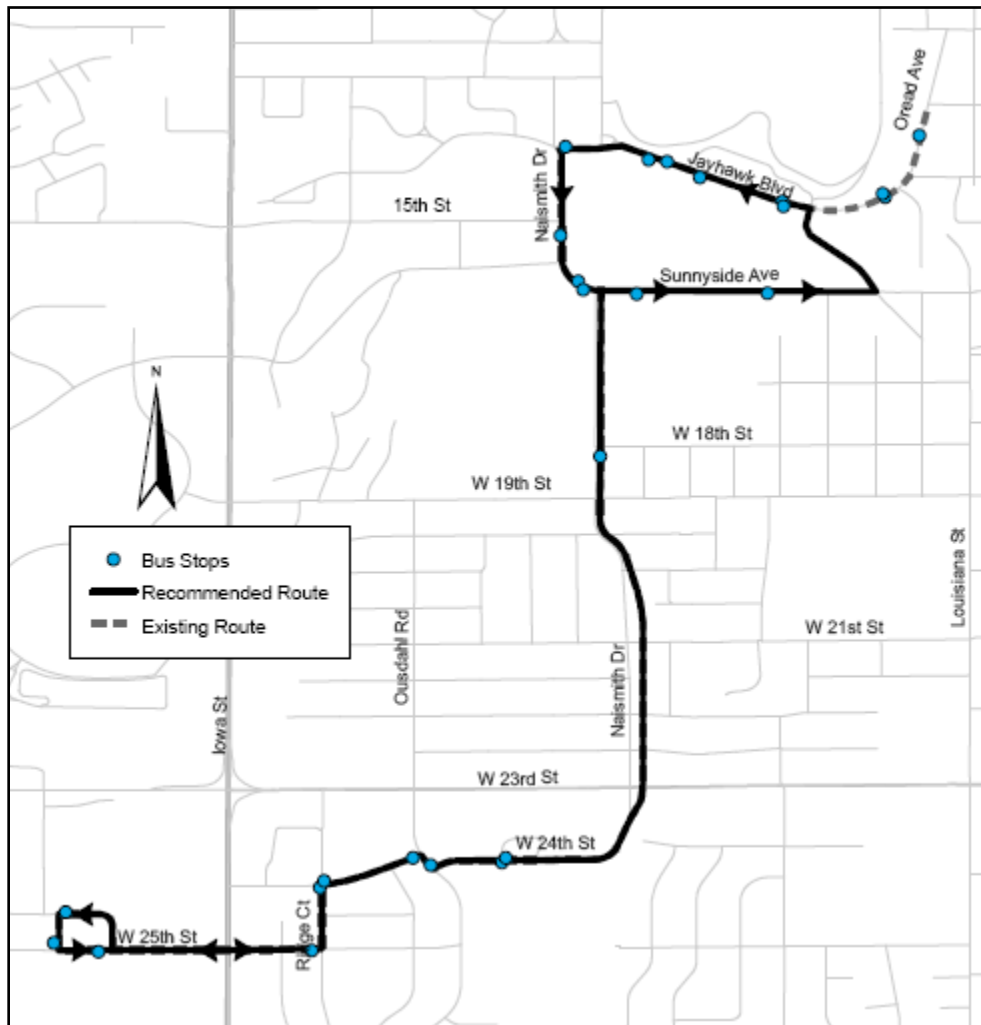 Oread Ave
Jayhawk Blvd
Naismith Dr
15th St
Sunnyside Ave
N
W 18th St
W 19th St
Bus Stops
Recommended Route
Existing Route
Louisiana St
Ousdahl Rd
W 21st St
Naismith Dr
Iowa St
W 23rd St
W 24th St
Ridge Ct
W 25th St